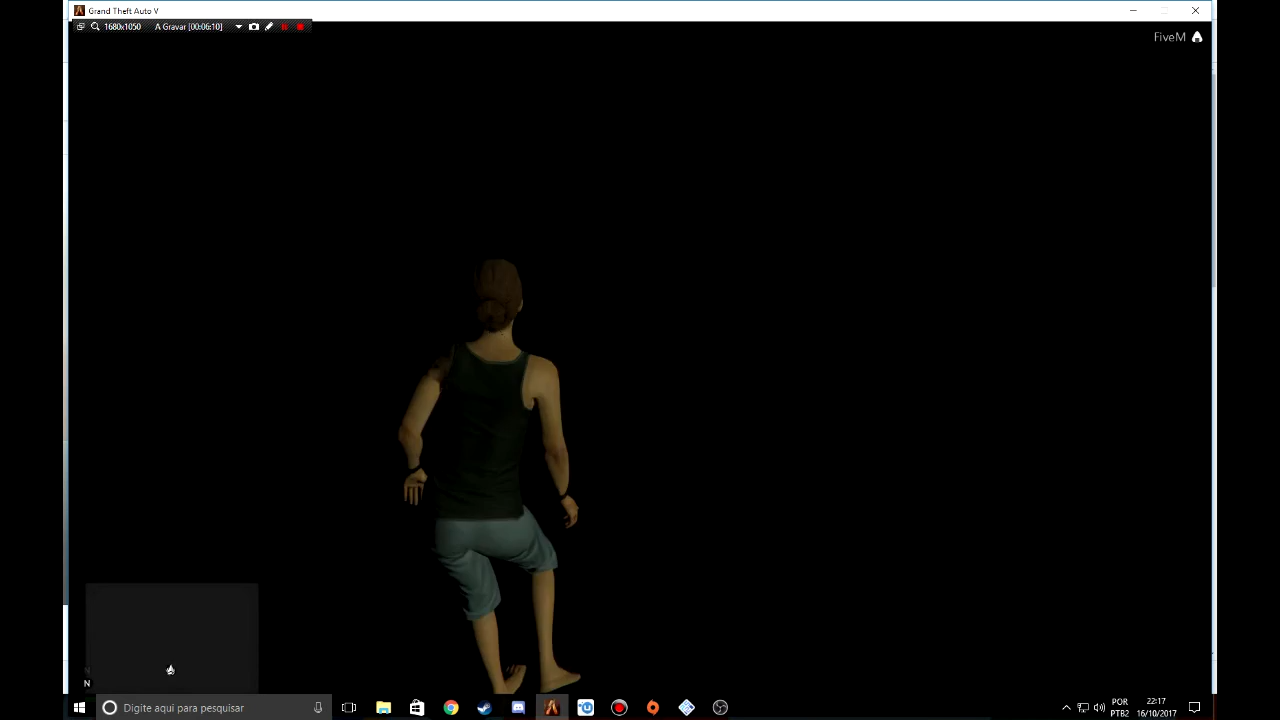 Grand Theft Auto V
1680x1050 A Gravar [00:06:10]
FiveM
N
Digite aqui para pesquisar
POR
PTB2
22:17
16/10/2017